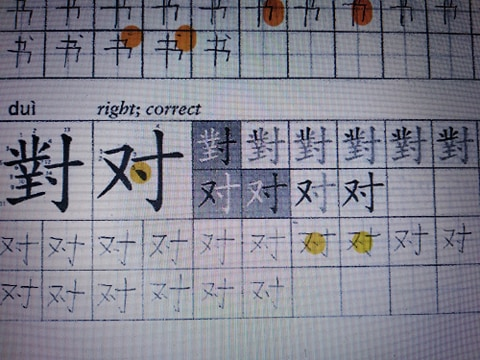 书 书 书 书 书 书 书 书 书 书
书 书 书 书 书
duì right; correct
對 对 對 對 對 對 對 對
对 对 对 对
对 对 对 对 对 对 对 对 对 对
对 对 对 对 对 对